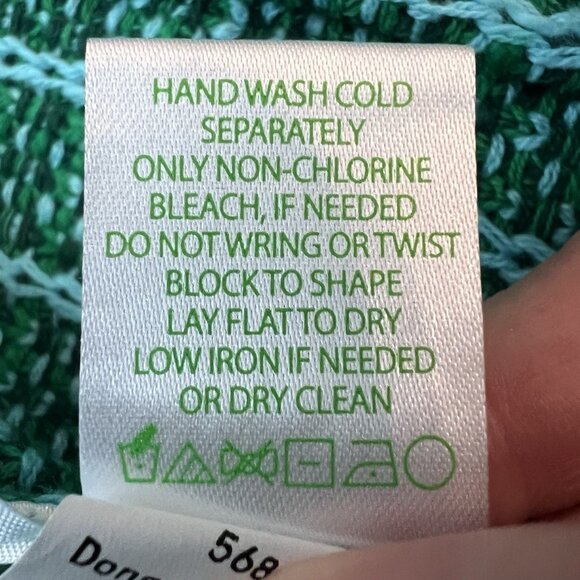 HAND WASH COLD
SEPARATELY
ONLY NON-CHLORINE
BLEACH, IF NEEDED
DO NOT WRING OR TWIST
BLOCK TO SHAPE
LAY FLAT TO DRY
LOW IRON IF NEEDED
OR DRY CLEAN
568